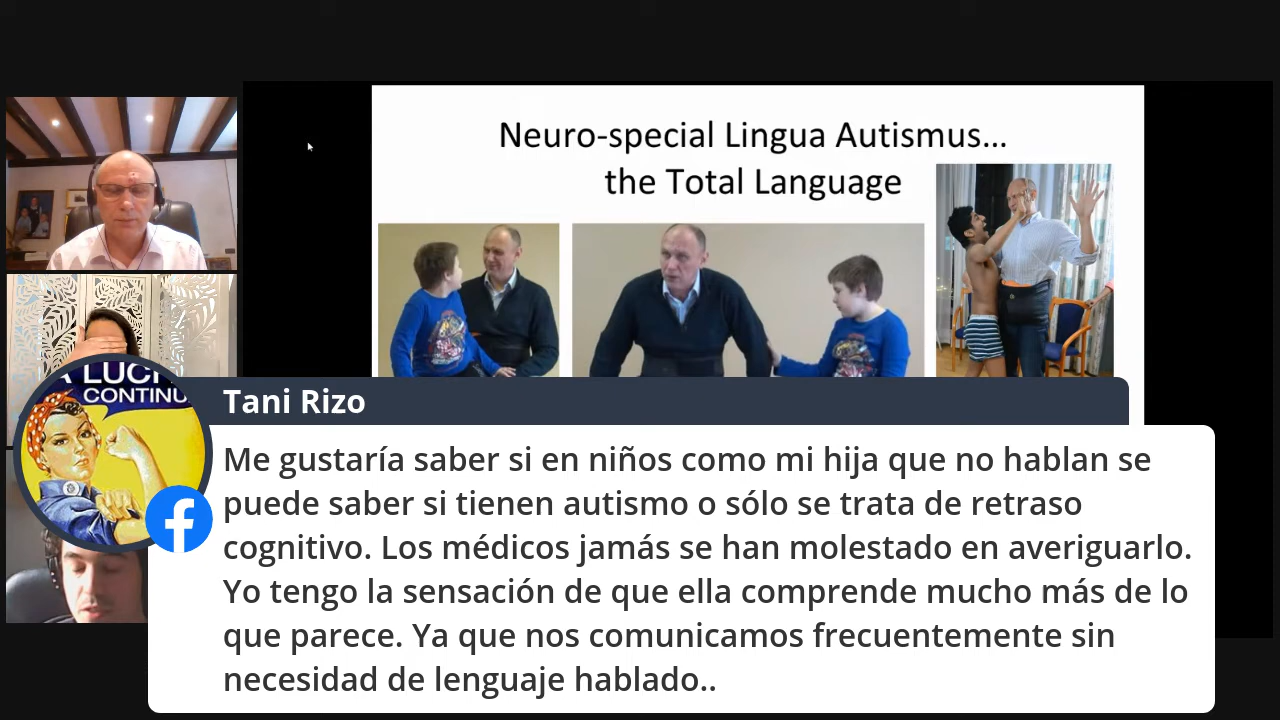 Neuro-special Lingua Autismus...
the Total Language
LUCH
CONTINU
Tani Rizo
Me gustaría saber si en niños como mi hija que no hablan se
puede saber si tienen autismo o sólo se trata de retraso
cognitivo. Los médicos jamás se han molestado en averiguarlo.
Yo tengo la sensación de que ella comprende mucho más de lo
que parece. Ya que nos comunicamos frecuentemente sin
necesidad de lenguaje hablado..